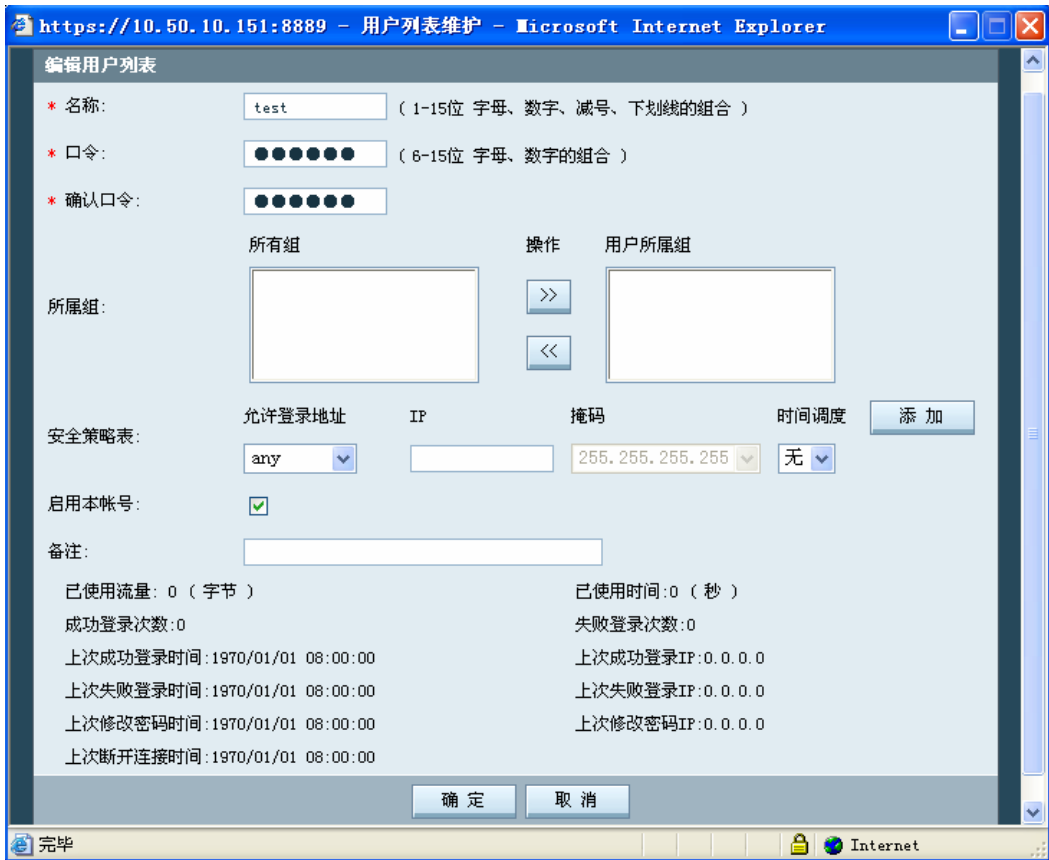 https://10.50.10.151:8889 - 用户列表维护 - Microsoft Internet Explorer
编辑用户列表
* 名称: test ( 1-15位 字母、数字、减号、下划线的组合 )
* 口令: ●●●●●● ( 6-15位 字母、数字的组合 )
* 确认口令: ●●●●●●
所有组 操作 用户所属组
>>
所属组:
<<
允许登录地址 IP 掩码 时间调度 添 加
安全策略表:
any 255.255.255.255 无
启用本帐号:
备注:
已使用流量: 0 ( 字节 ) 已使用时间:0 ( 秒 )
成功登录次数:0 失败登录次数:0
上次成功登录时间:1970/01/01 08:00:00 上次成功登录IP:0.0.0.0
上次失败登录时间:1970/01/01 08:00:00 上次失败登录IP:0.0.0.0
上次修改密码时间:1970/01/01 08:00:00 上次修改密码IP:0.0.0.0
上次断开连接时间:1970/01/01 08:00:00
确 定 取 消
完毕 Internet